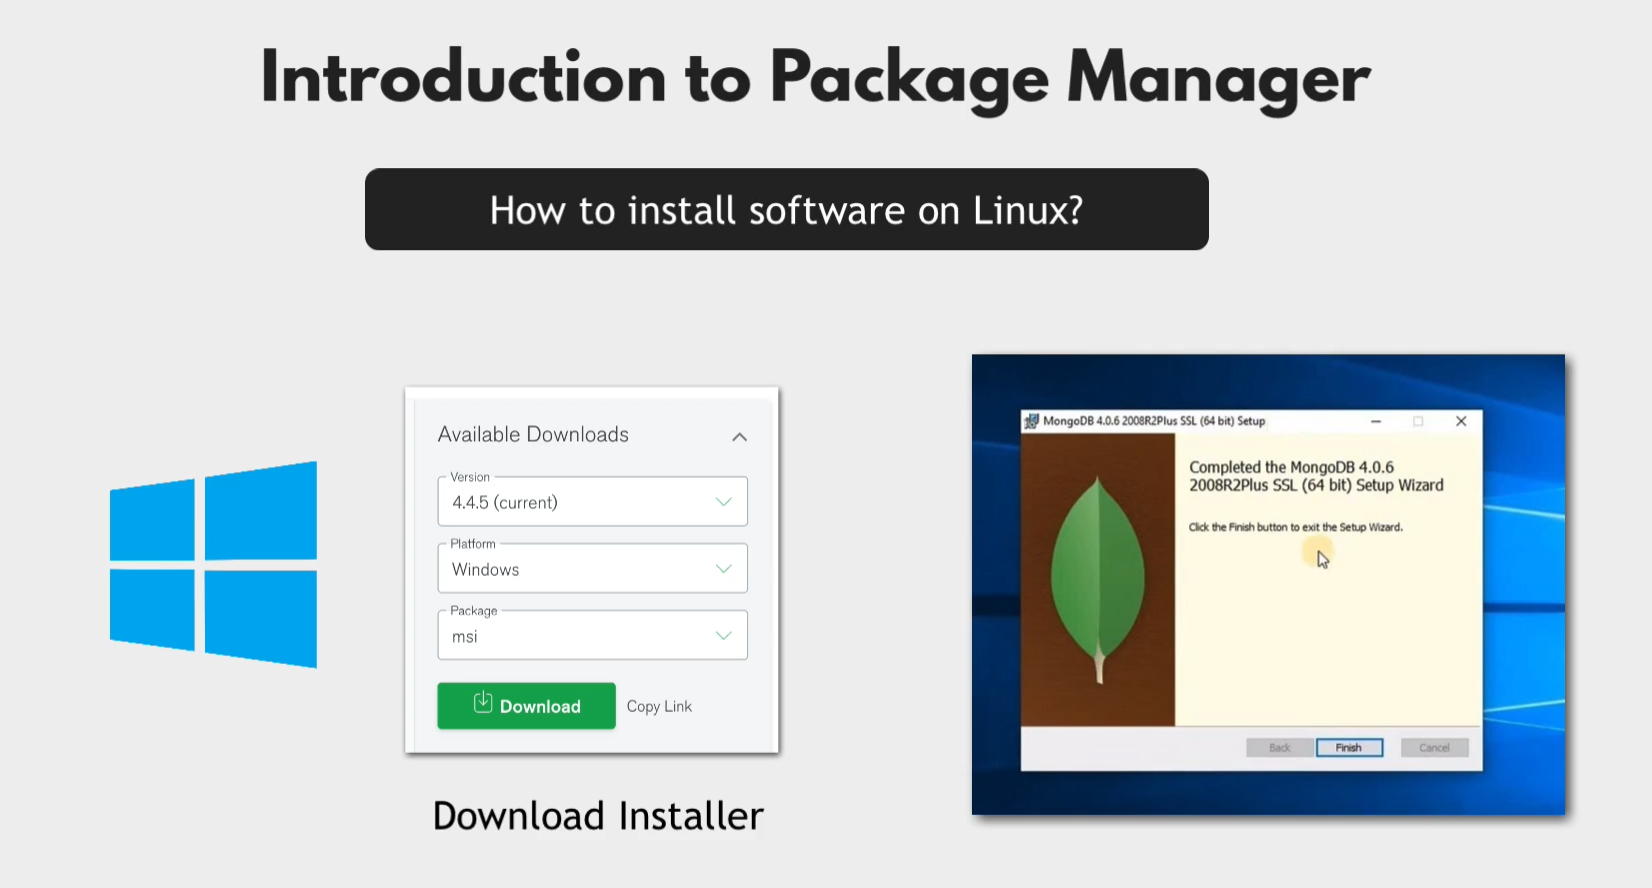 Introduction to Package Manager
How to install software on Linux?
Available Downloads
Version
4.4.5 (current)
Platform
Windows
Package
msi
Download
Copy Link
Download Installer
MongoDB 4.0.6 2008R2Plus SSL (64 bit) Setup
Completed the MongoDB 4.0.6
2008R2Plus SSL (64 bit) Setup Wizard
Click the Finish button to exit the Setup Wizard.
Back
Finish
Cancel